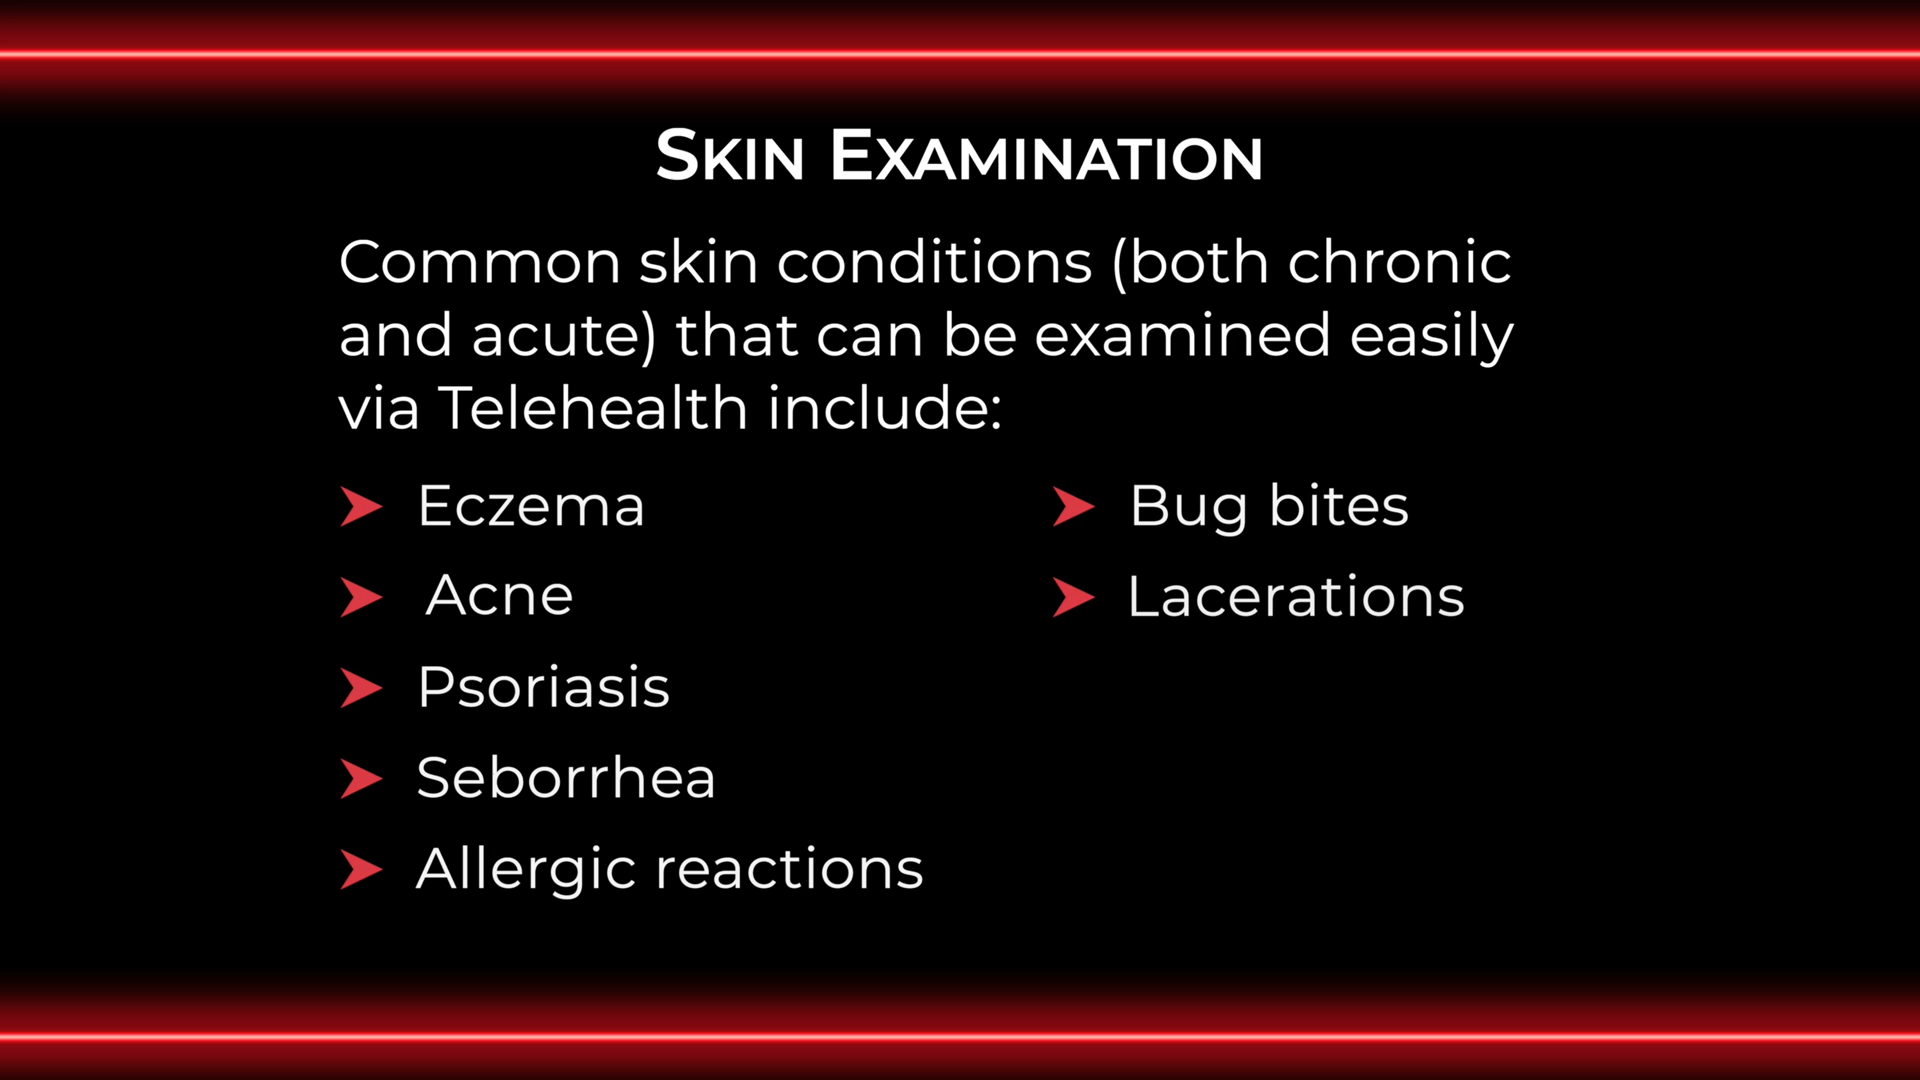 Skin Examination
Common skin conditions (both chronic
and acute) that can be examined easily
via Telehealth include:
Eczema
Acne
Psoriasis
Seborrhea
Allergic reactions
Bug bites
Lacerations